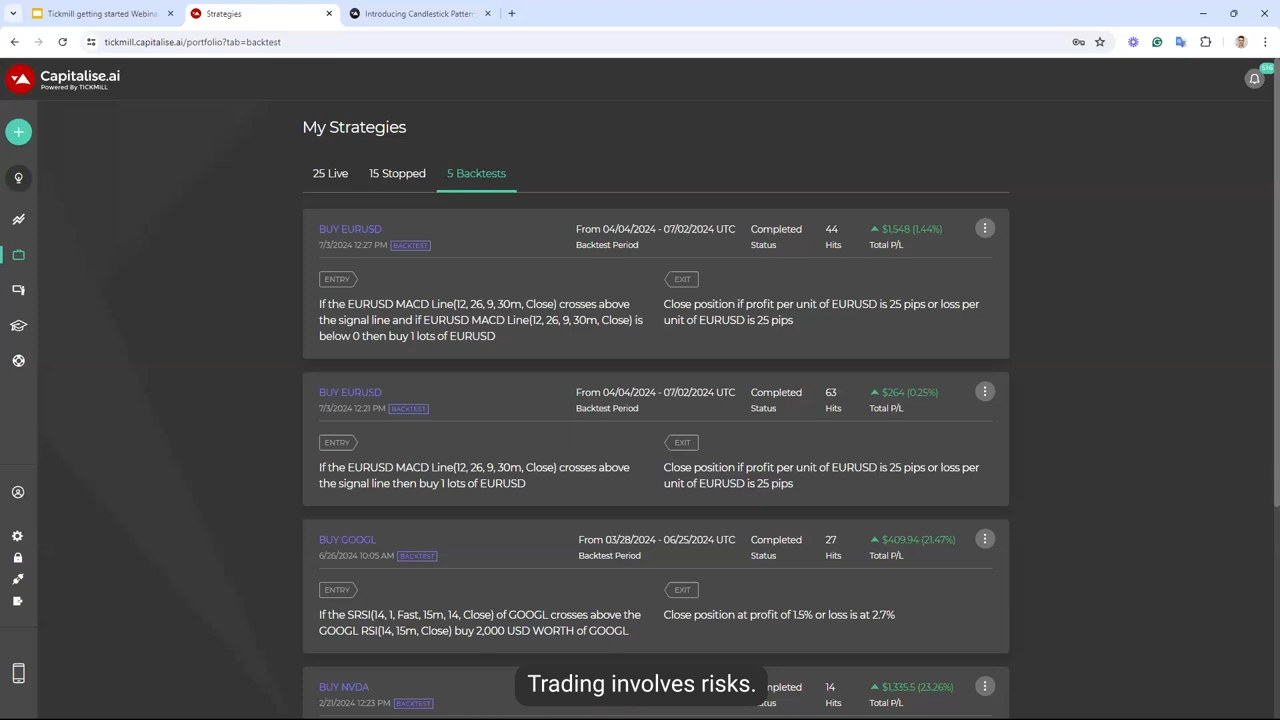 Tickmill getting started Webina
Strategies
Introducing Candlestick Pattern
tickmill.capitalise.ai/portfolio?tab=backtest
Capitalise.ai
Powered By TICKMILL
516
My Strategies
25 Live
15 Stopped
5 Backtests
BUY EURUSD
From 04/04/2024 - 07/02/2024 UTC
Completed
44
$1,548 (1.44%)
7/3/2024 12:27 PM BACKTEST
Backtest Period
Status
Hits
Total P/L
ENTRY
EXIT
If the EURUSD MACD Line(12, 26, 9, 30m, Close) crosses above
the signal line and if EURUSD MACD Line(12, 26, 9, 30m, Close) is
below 0 then buy 1 lots of EURUSD
Close position if profit per unit of EURUSD is 25 pips or loss per
unit of EURUSD is 25 pips
BUY EURUSD
From 04/04/2024 - 07/02/2024 UTC
Completed
63
$264 (0.25%)
7/3/2024 12:21 PM BACKTEST
Backtest Period
Status
Hits
Total P/L
ENTRY
EXIT
If the EURUSD MACD Line(12, 26, 9, 30m, Close) crosses above
the signal line then buy 1 lots of EURUSD
Close position if profit per unit of EURUSD is 25 pips or loss per
unit of EURUSD is 25 pips
BUY GOOGL
From 03/28/2024 - 06/25/2024 UTC
Completed
27
$409.94 (21.47%)
6/26/2024 10:05 AM BACKTEST
Backtest Period
Status
Hits
Total P/L
ENTRY
EXIT
If the SRSI(14, 1, Fast, 15m, 14, Close) of GOOGL crosses above the
GOOGL RSI(14, 15m, Close) buy 2,000 USD WORTH of GOOGL
Close position at profit of 1.5% or loss is at 2.7%
BUY NVDA
mpleted
14
$1,335.5 (23.26%)
2/21/2024 12:23 PM BACKTEST
Hits
Total P/L
Trading involves risks.